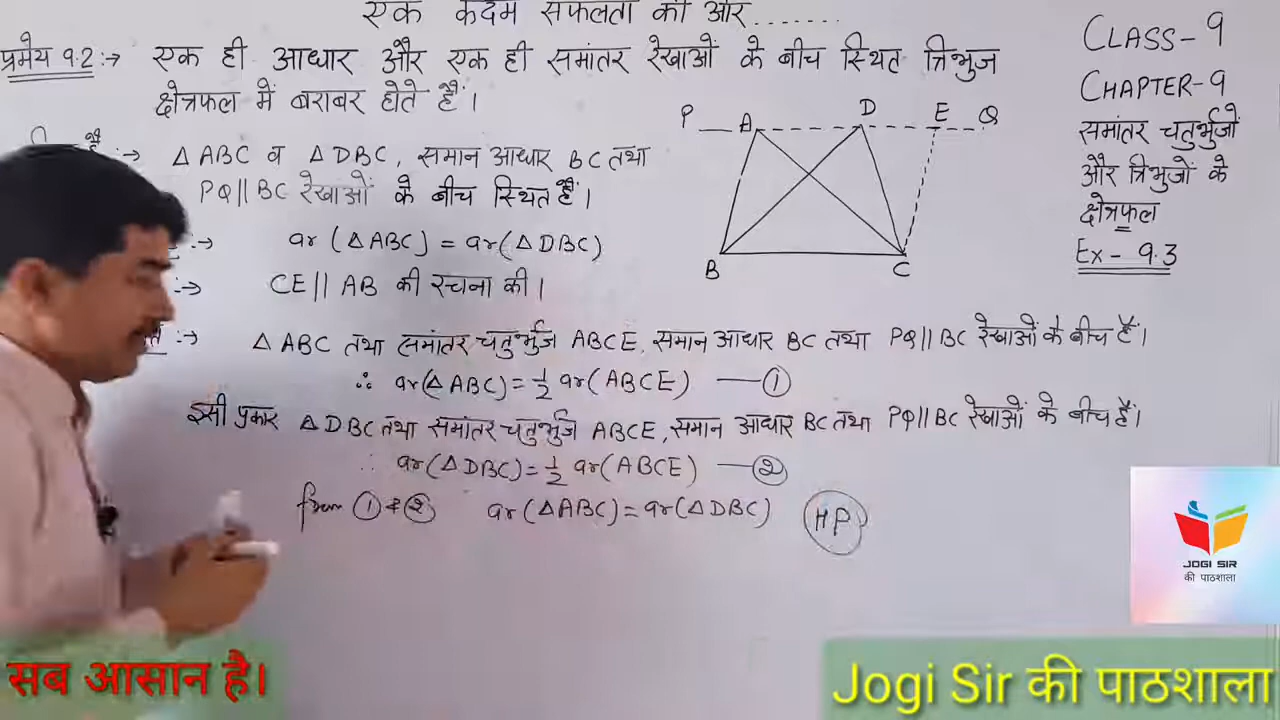 एक कदम सफलता की ओर.......
प्रमेय 9.2 :→ एक ही आधार और एक ही समांतर रेखाओं के बीच स्थित त्रिभुज
क्षेत्रफल में बराबर होते हैं।
:→ △ABC व △DBC, समान आधार BC तथा
PQ||BC रेखाओं के बीच स्थित हैं।
:→ ar(△ABC) = ar(△DBC)
:→ CE || AB की रचना की।
:→ △ABC तथा समांतर चतुर्भुज ABCE, समान आधार BC तथा PQ||BC रेखाओं के बीच हैं।
∴ ar(△ABC) = 1/2 ar(ABCE) —①
इसी प्रकार △DBC तथा समांतर चतुर्भुज ABCE, समान आधार BC तथा PQ||BC रेखाओं के बीच हैं।
∴ ar(△DBC) = 1/2 ar(ABCE) —②
from ① & ② ar(△ABC) = ar(△DBC) HP
P A D E Q
B C
CLASS-9
CHAPTER-9
समांतर चतुर्भुजो
और त्रिभुजों के
क्षेत्रफल
Ex- 9.3
JOGI SIR
की पाठशाला
सब आसान है।
Jogi Sir की पाठशाला